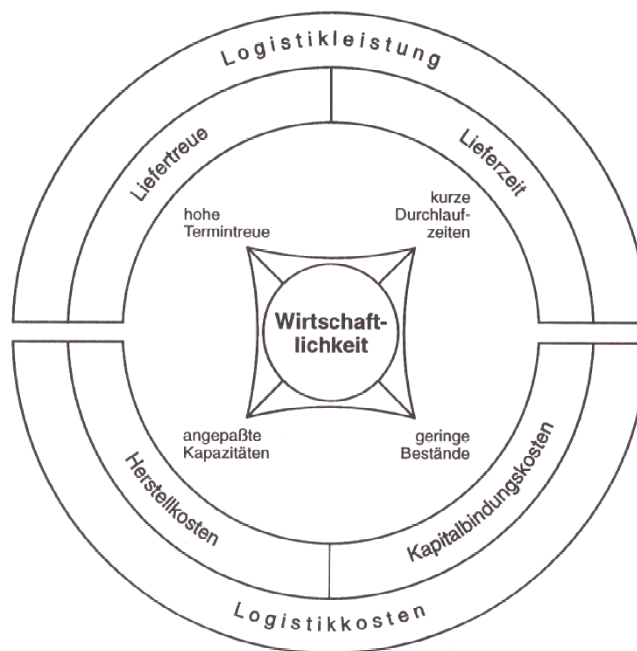 Logistikleistung
Liefertreue
Lieferzeit
hohe
Termintreue
kurze
Durchlauf-
zeiten
Wirtschaft-
lichkeit
angepaßte
Kapazitäten
geringe
Bestände
Herstellkosten
Kapitalbindungskosten
Logistikkosten